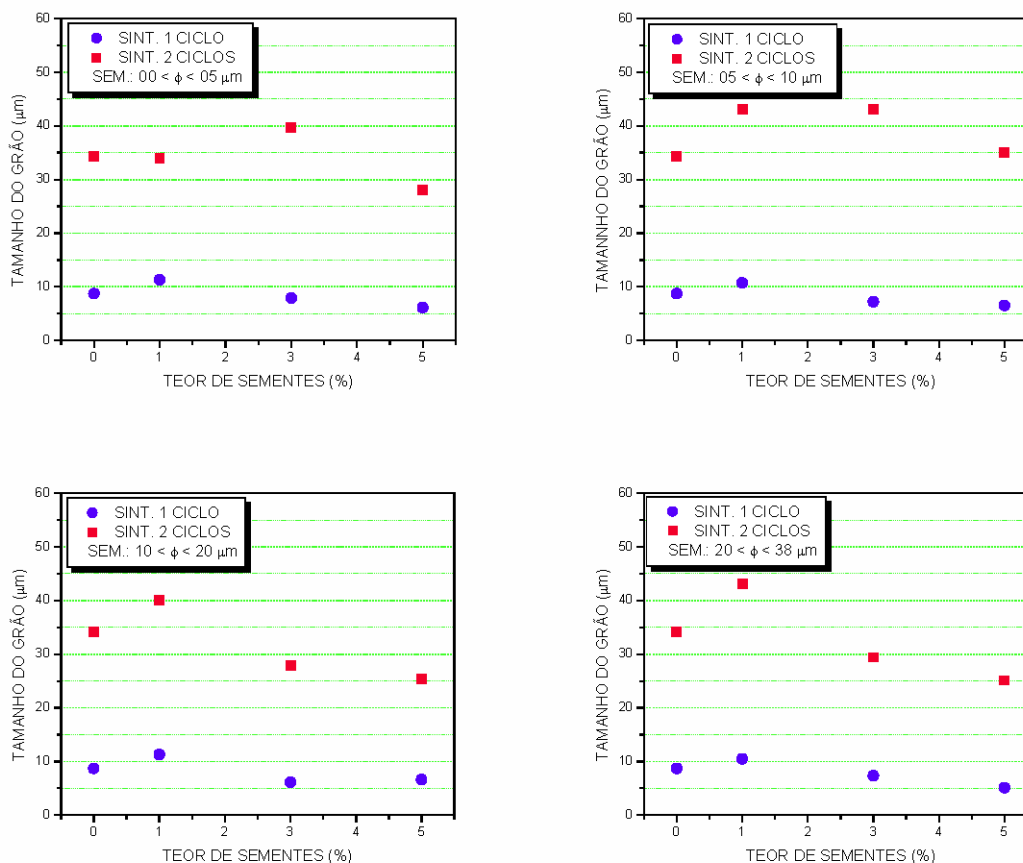 60
50
40
30
20
10
0
TAMANHO DO GRÃO (μm)
SINT. 1 CICLO
SINT. 2 CICLOS
SEM.: 00 < ϕ < 05 μm
0 1 2 3 4 5
TEOR DE SEMENTES (%)
60
50
40
30
20
10
0
TAMANNHO DO GRÃO (μm)
SINT. 1 CICLO
SINT. 2 CICLOS
SEM.: 05 < ϕ < 10 μm
0 1 2 3 4 5
TEOR DE SEMENTES (%)
60
50
40
30
20
10
0
TAMANHO DO GRÃO (μm)
SINT. 1 CICLO
SINT. 2 CICLOS
SEM.: 10 < ϕ < 20 μm
0 1 2 3 4 5
TEOR DE SEMENTES (%)
60
50
40
30
20
10
0
TAMANHO DO GRÃO (μm)
SINT. 1 CICLO
SINT. 2 CICLOS
SEM.: 20 < ϕ < 38 μm
0 1 2 3 4 5
TEOR DE SEMENTES (%)